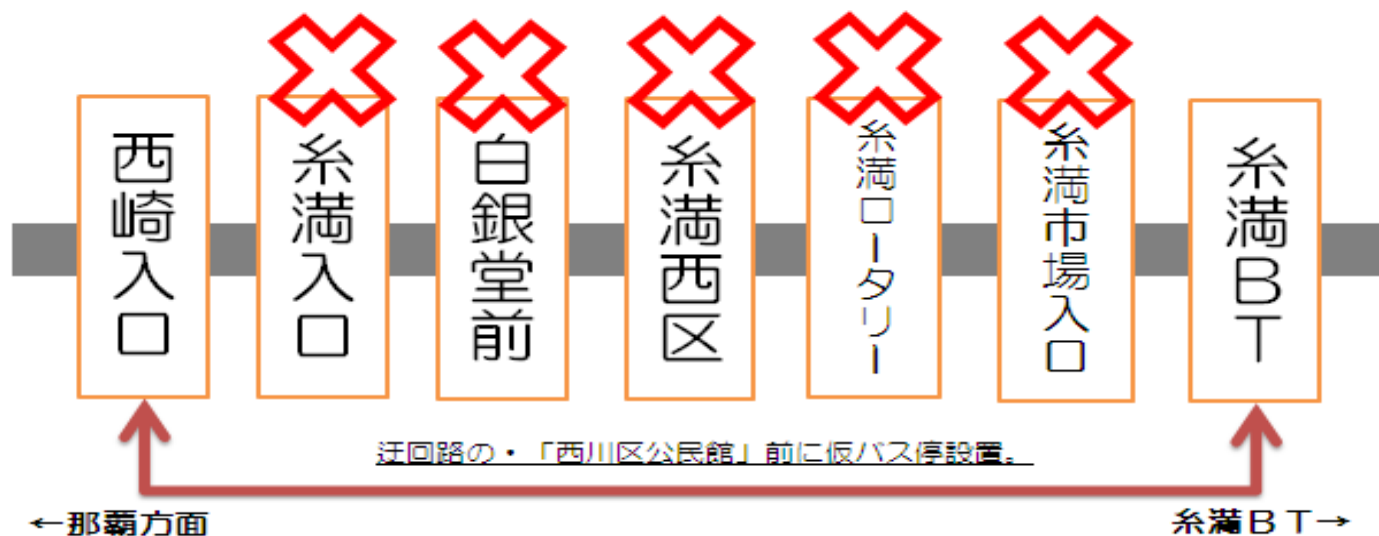 西崎入口
糸満入口
白銀堂前
糸満西区
糸満ロータリー
糸満市場入口
糸満BT
迂回路の・「西川区公民館」前に仮バス停設置。
←那覇方面
糸満BT→